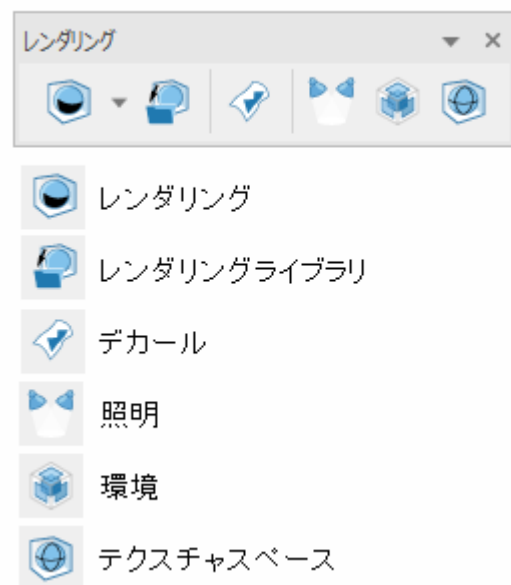 レンダリング
レンダリング
レンダリングライブラリ
デカール
照明
環境
テクスチャスペース